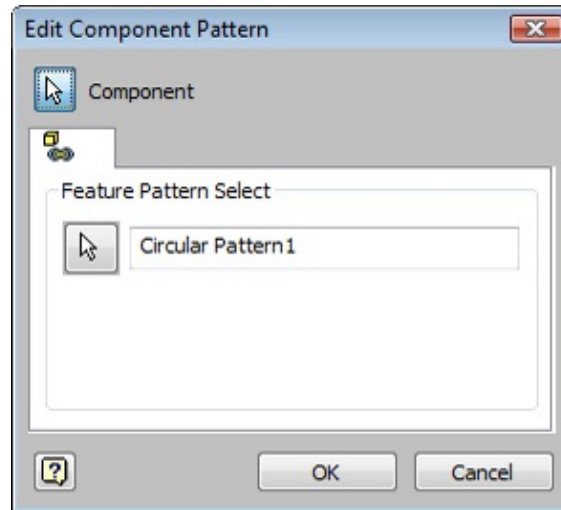 Edit Component Pattern
Component
Feature Pattern Select
Circular Pattern1
OK Cancel